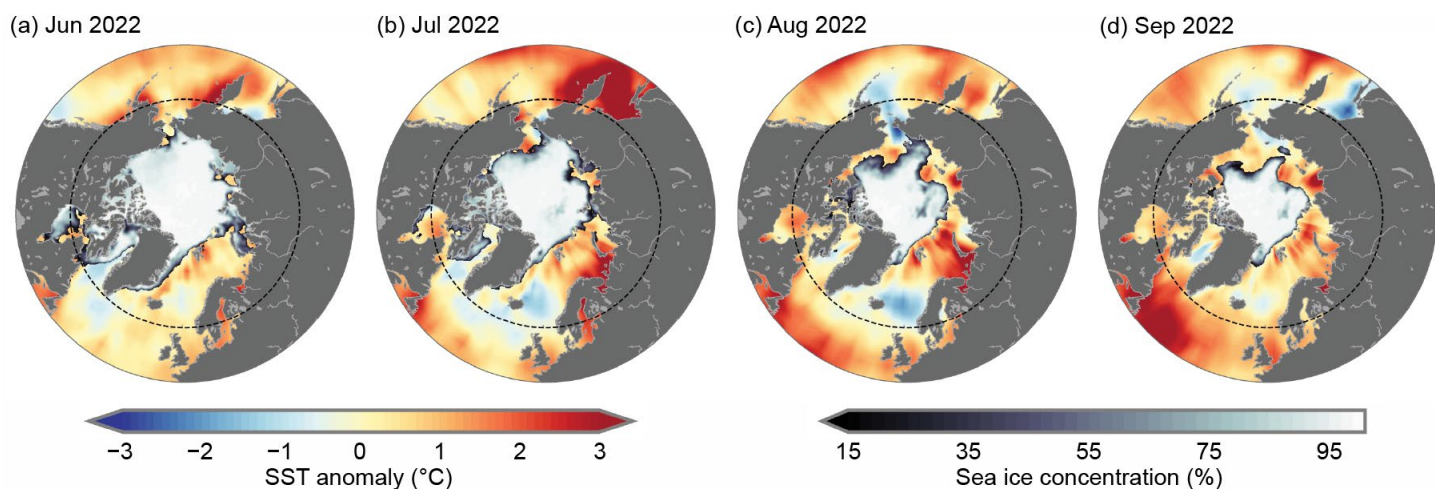 (a) Jun 2022
(b) Jul 2022
(c) Aug 2022
(d) Sep 2022
−3 −2 −1 0 1 2 3
SST anomaly (°C)
15 35 55 75 95
Sea ice concentration (%)